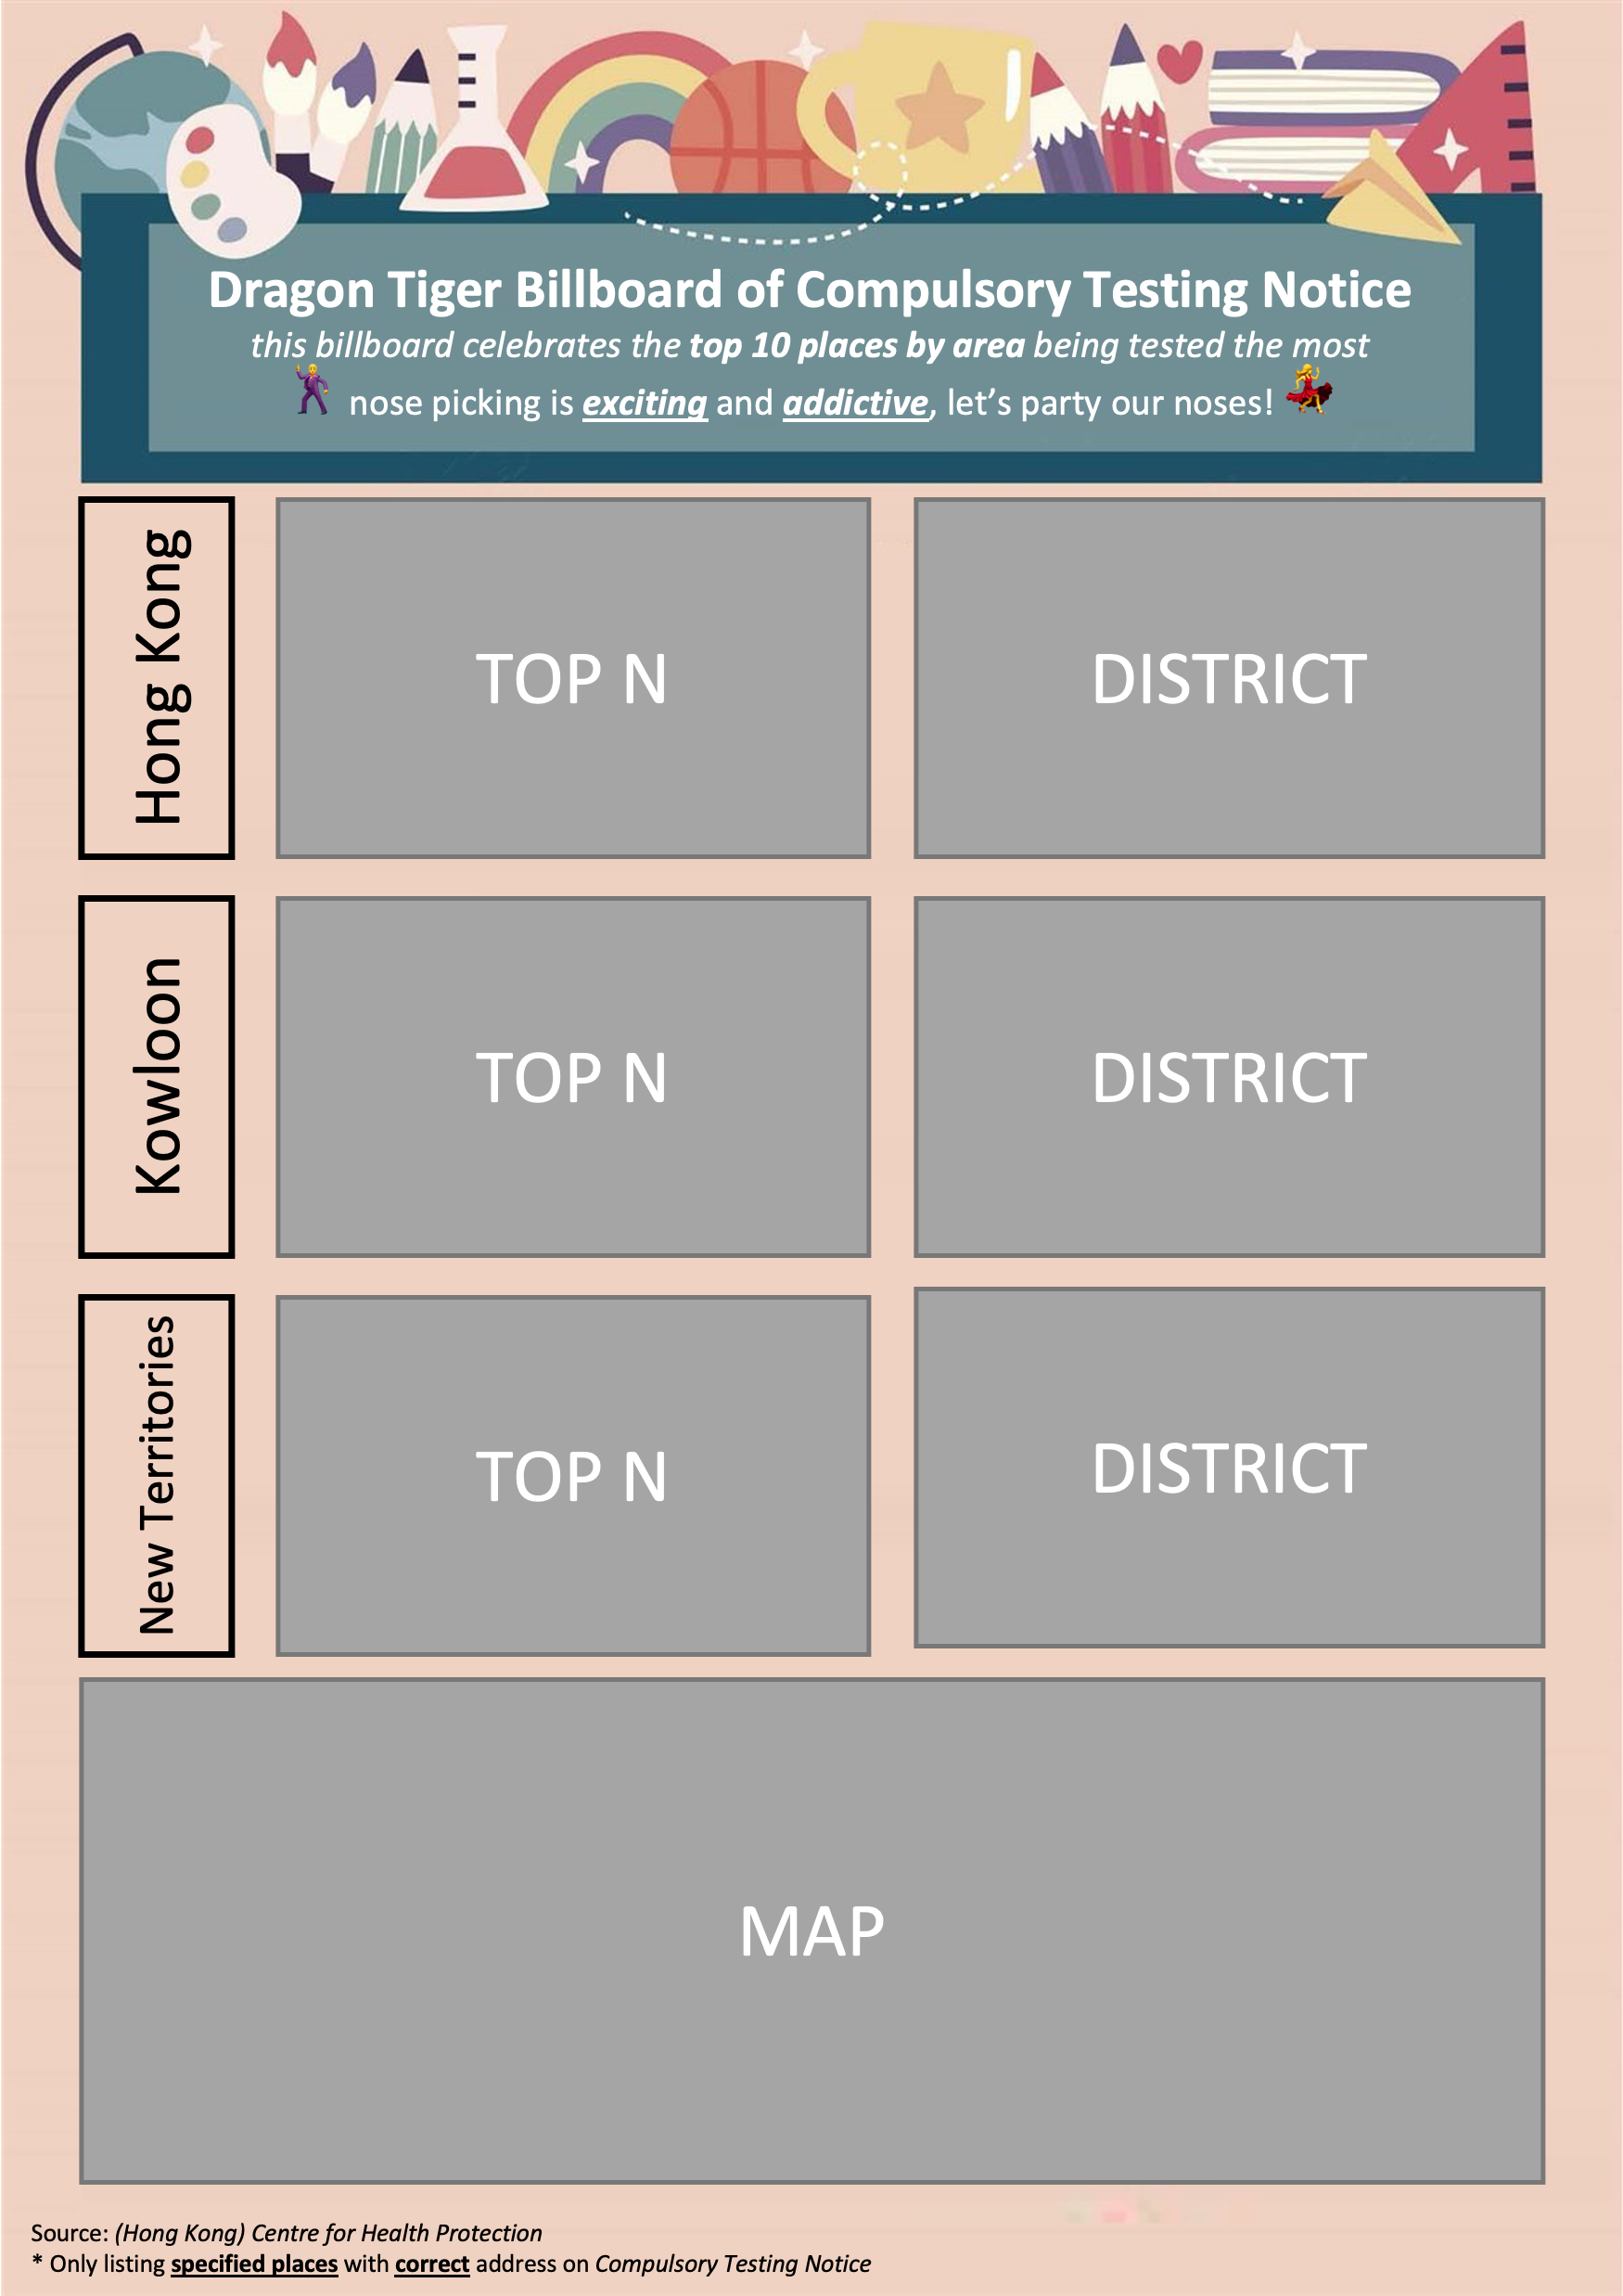 Dragon Tiger Billboard of Compulsory Testing Notice
this billboard celebrates the top 10 places by area being tested the most
nose picking is exciting and addictive, let's party our noses!
Hong Kong
TOP N
DISTRICT
Kowloon
TOP N
DISTRICT
New Territories
TOP N
DISTRICT
MAP
Source: (Hong Kong) Centre for Health Protection
* Only listing specified places with correct address on Compulsory Testing Notice